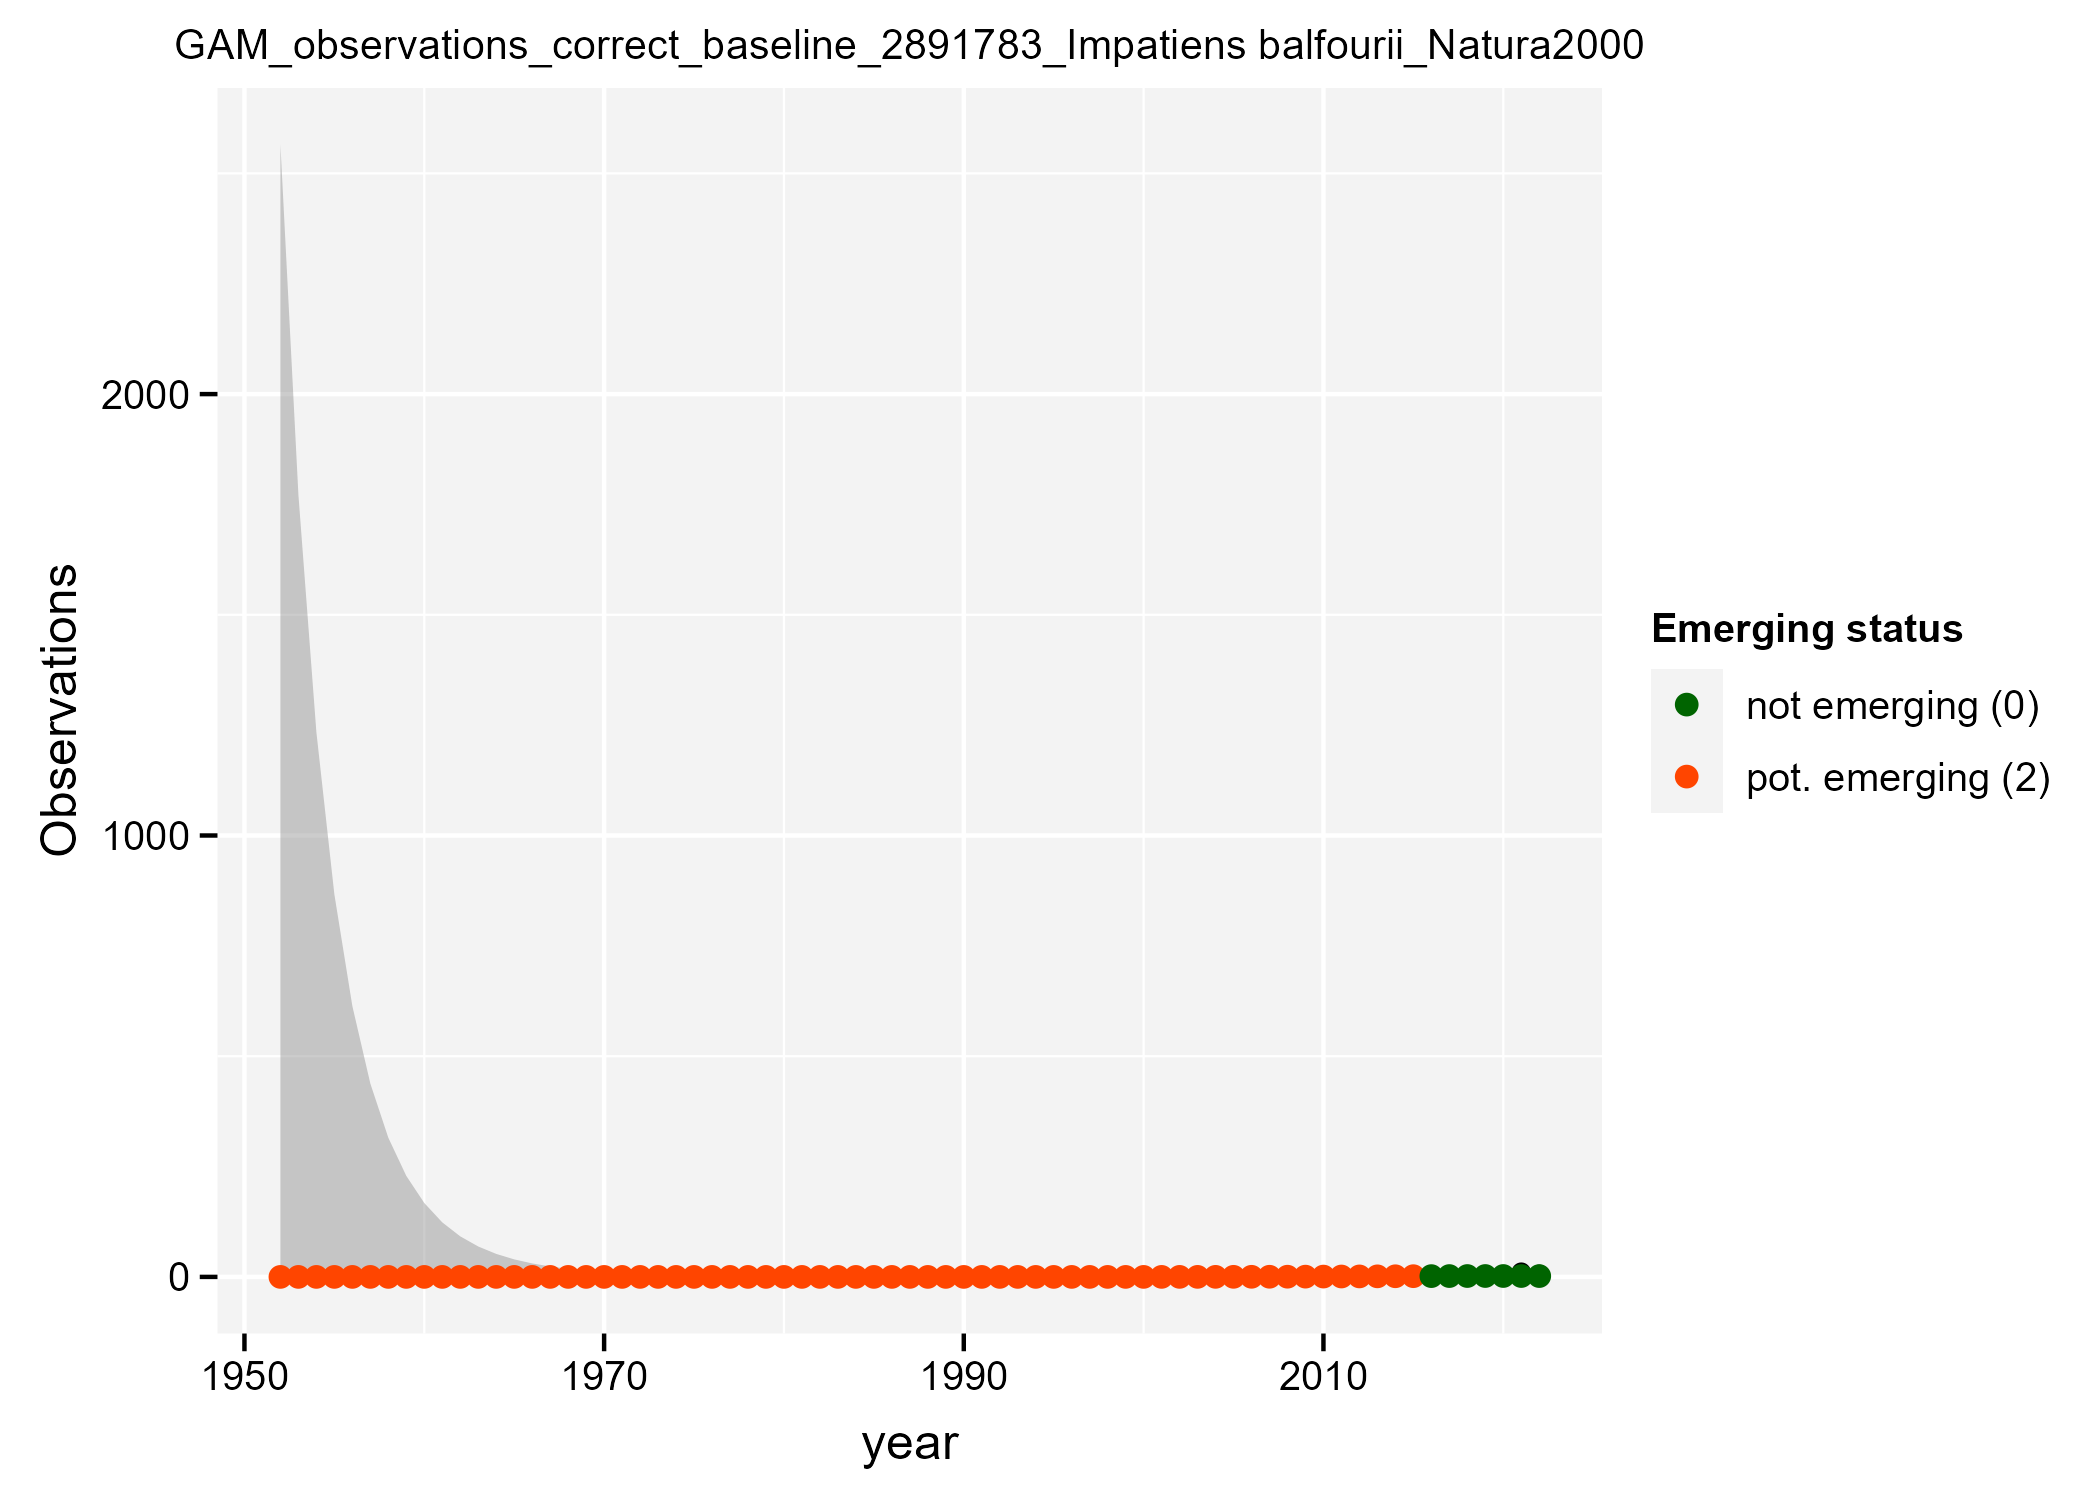 GAM_observations_correct_baseline_2891783_Impatiens balfourii_Natura2000
Observations
2000
1000
0
1950
1970
1990
2010
year
Emerging status
not emerging (0)
pot. emerging (2)